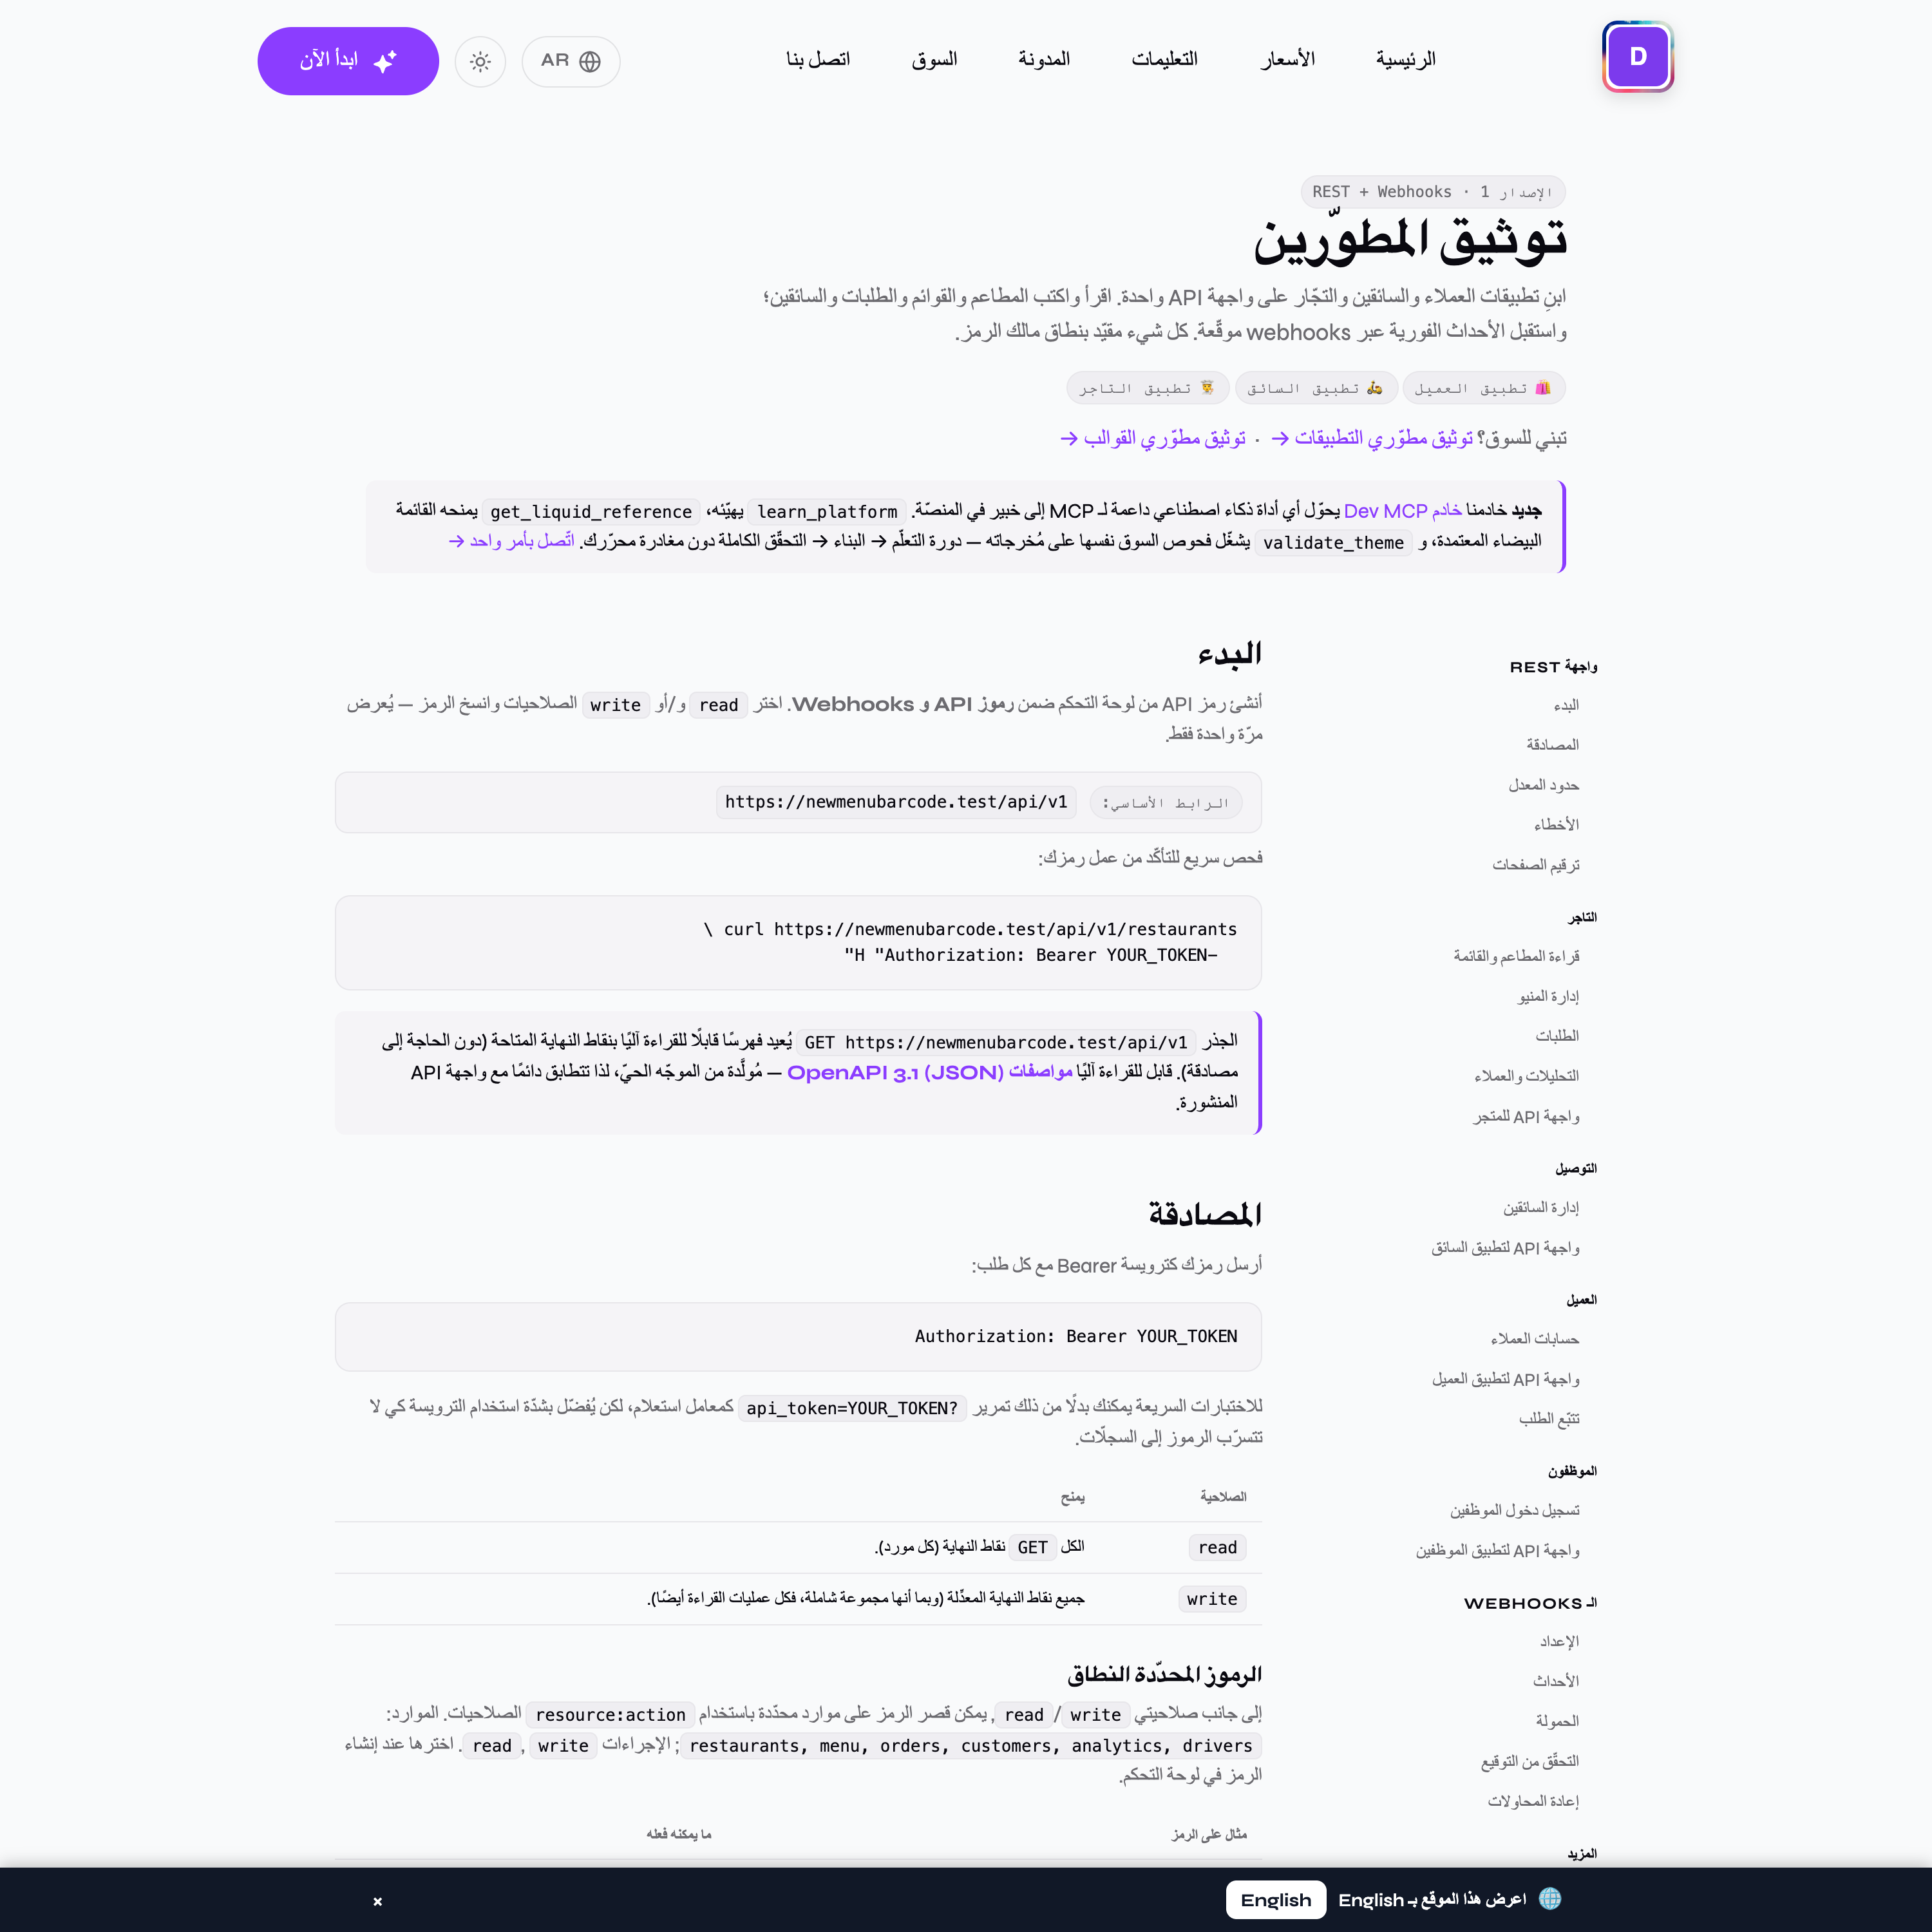 D
الرئيسية
الأسعار
التعليمات
المدونة
السوق
اتصل بنا
AR
ابدأ الآن
الإصدار 1 · REST + Webhooks
توثيق المطوّرين
ابنِ تطبيقات العملاء والسائقين والتجّار على واجهة API واحدة. اقرأ واكتب المطاعم والقوائم والطلبات والسائقين؛
واستقبل الأحداث الفورية عبر webhooks موقّعة. كل شيء مقيّد بنطاق مالك الرمز.
🛍️ تطبيق العميل
🛵 تطبيق السائق
👨‍🍳 تطبيق التاجر
تبني للسوق؟ توثيق مطوّري التطبيقات → · توثيق مطوّري القوالب →
جديد خادمنا خادم Dev MCP يحوّل أي أداة ذكاء اصطناعي داعمة لـ MCP إلى خبير في المنصّة. learn_platform يهيّئه، get_liquid_reference يمنحه القائمة
البيضاء المعتمدة، و validate_theme يشغّل فحوص السوق نفسها على مُخرجاته — دورة التعلّم → البناء → التحقّق الكاملة دون مغادرة محرّرك. اتّصل بأمر واحد →
واجهة REST
البدء
المصادقة
حدود المعدل
الأخطاء
ترقيم الصفحات
التاجر
قراءة المطاعم والقائمة
إدارة المنيو
الطلبات
التحليلات والعملاء
واجهة API للمتجر
التوصيل
إدارة السائقين
واجهة API لتطبيق السائق
العميل
حسابات العملاء
واجهة API لتطبيق العميل
تتبّع الطلب
الموظفون
تسجيل دخول الموظفين
واجهة API لتطبيق الموظفين
الـ WEBHOOKS
الإعداد
الأحداث
الحمولة
التحقّق من التوقيع
إعادة المحاولات
المزيد
البدء
أنشئ رمز API من لوحة التحكم ضمن رموز API و Webhooks. اختر read و/أو write الصلاحيات وانسخ الرمز — يُعرض
مرّة واحدة فقط.
الرابط الأساسي: https://newmenubarcode.test/api/v1
فحص سريع للتأكّد من عمل رمزك:
\ curl https://newmenubarcode.test/api/v1/restaurants
"H "Authorization: Bearer YOUR_TOKEN-
الجذر GET https://newmenubarcode.test/api/v1 يُعيد فهرسًا قابلًا للقراءة آليًا بنقاط النهاية المتاحة (دون الحاجة إلى
مصادقة). قابل للقراءة آليًا مواصفات OpenAPI 3.1 (JSON) — مُولَّدة من الموجّه الحيّ، لذا تتطابق دائمًا مع واجهة API
المنشورة.
المصادقة
أرسل رمزك كترويسة Bearer مع كل طلب:
Authorization: Bearer YOUR_TOKEN
للاختبارات السريعة يمكنك بدلًا من ذلك تمرير api_token=YOUR_TOKEN? كمعامل استعلام، لكن يُفضّل بشدّة استخدام الترويسة كي لا
تتسرّب الرموز إلى السجلّات.
الصلاحية
يمنح
read
الكل GET نقاط النهاية (كل مورد).
write
جميع نقاط النهاية المعدِّلة (وبما أنها مجموعة شاملة، فكل عمليات القراءة أيضًا).
الرموز المحدّدة النطاق
إلى جانب صلاحيتي read/write, يمكن قصر الرمز على موارد محدّدة باستخدام resource:action الصلاحيات. الموارد:
restaurants, menu, orders, customers, analytics, drivers; الإجراءات read, write. اخترها عند إنشاء
الرمز في لوحة التحكم.
مثال على الرمز
ما يمكنه فعله
🌐 اعرض هذا الموقع بـ English
English
×